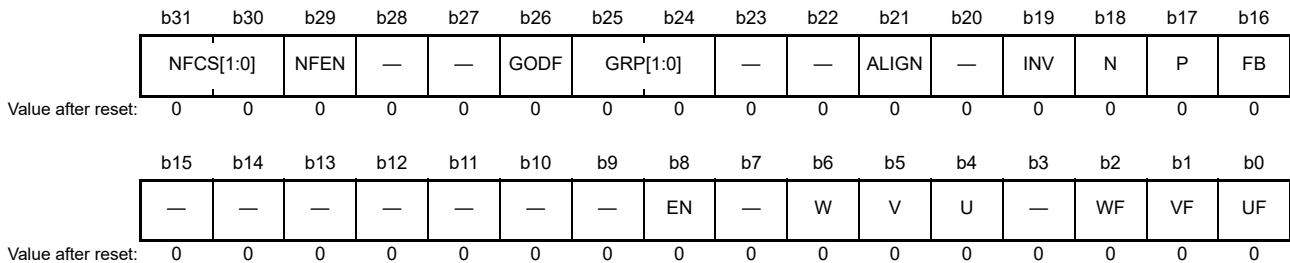 b31 b30 b29 b28 b27 b26 b25 b24 b23 b22 b21 b20 b19 b18 b17 b16
NFCS[1:0] NFEN — — GODF GRP[1:0] — — ALIGN — INV N P FB
Value after reset: 0 0 0 0 0 0 0 0 0 0 0 0 0 0 0 0
b15 b14 b13 b12 b11 b10 b9 b8 b7 b6 b5 b4 b3 b2 b1 b0
— — — — — — — EN — W V U — WF VF UF
Value after reset: 0 0 0 0 0 0 0 0 0 0 0 0 0 0 0 0